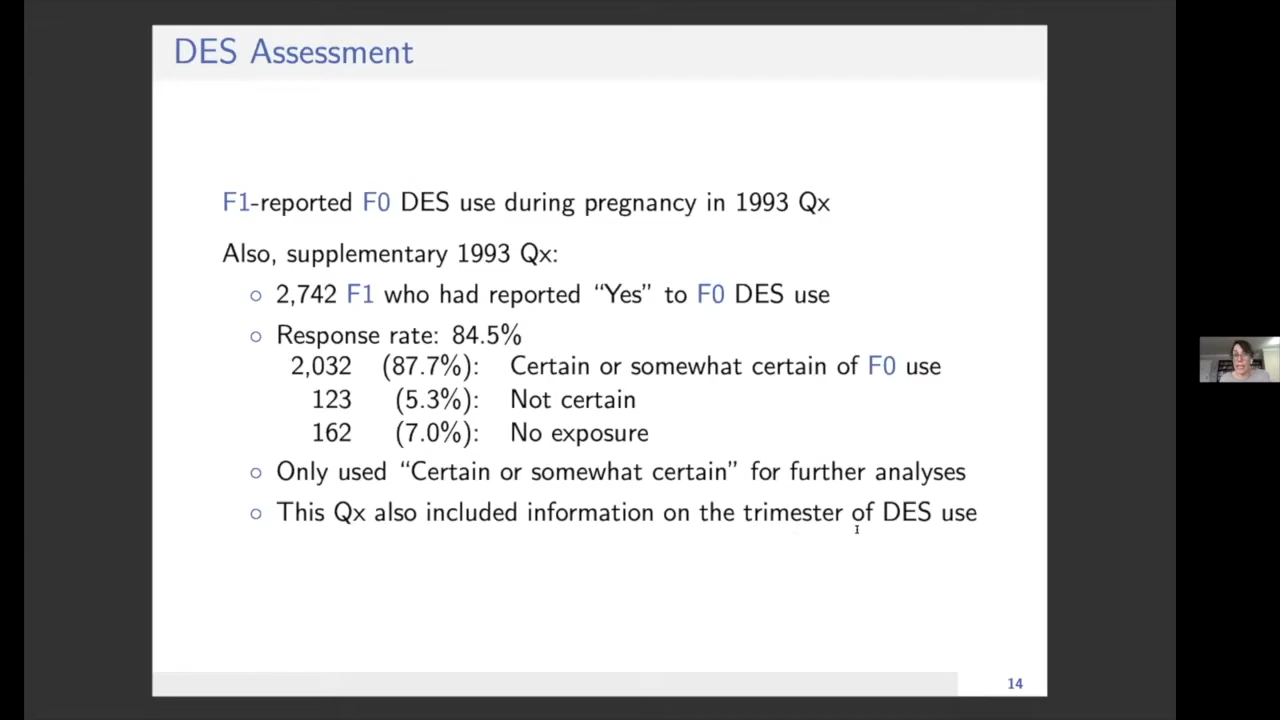 DES Assessment
F1-reported F0 DES use during pregnancy in 1993 Qx
Also, supplementary 1993 Qx:
○ 2,742 F1 who had reported “Yes” to F0 DES use
○ Response rate: 84.5%
2,032 (87.7%): Certain or somewhat certain of F0 use
123 (5.3%): Not certain
162 (7.0%): No exposure
○ Only used “Certain or somewhat certain” for further analyses
○ This Qx also included information on the trimester of DES use
14